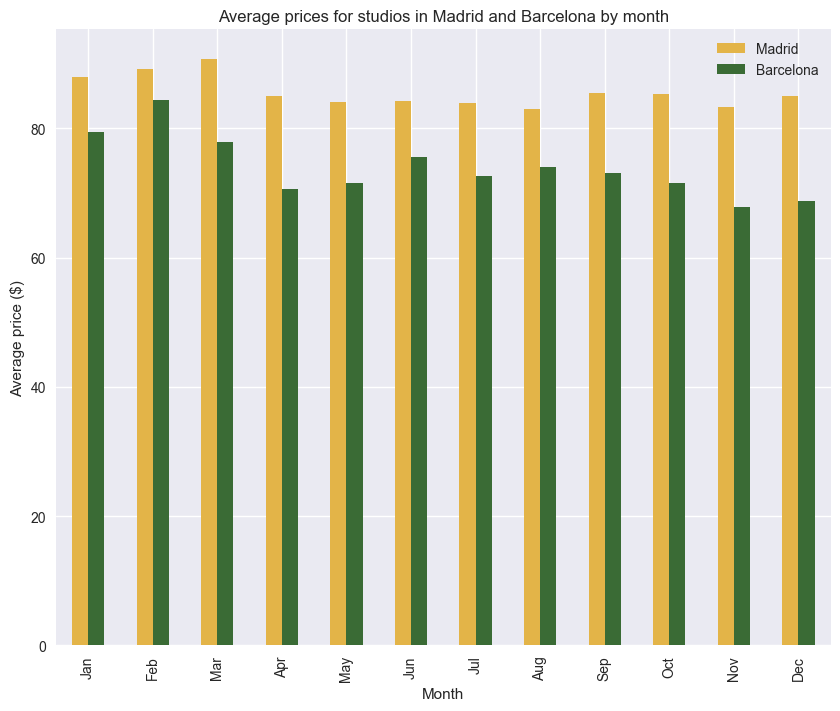 Average prices for studios in Madrid and Barcelona by month
Madrid
Barcelona
Average price ($)
80
60
40
20
0
Jan
Feb
Mar
Apr
May
Jun
Jul
Aug
Sep
Oct
Nov
Dec
Month